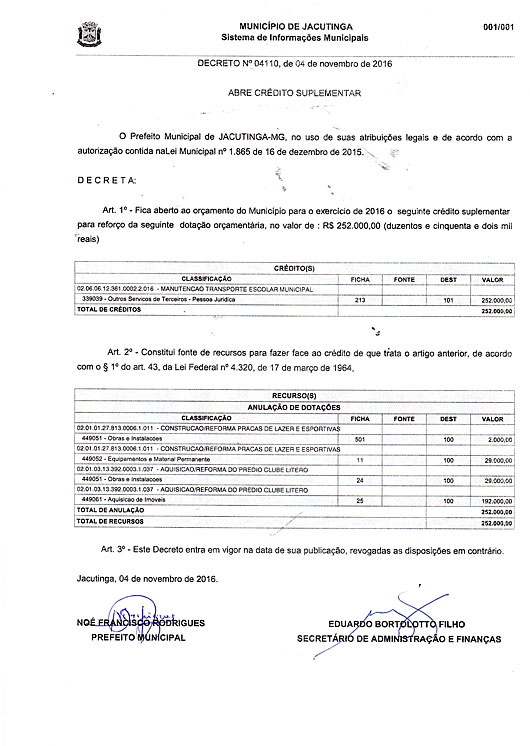 MUNICÍPIO DE JACUTINGA
Sistema de Informações Municipais
001/001
DECRETO Nº 04110, de 04 de novembro de 2016
ABRE CRÉDITO SUPLEMENTAR
O Prefeito Municipal de JACUTINGA-MG, no uso de suas atribuições legais e de acordo com a
autorização contida naLei Municipal nº 1.865 de 16 de dezembro de 2015.
D E C R E T A:
Art. 1º - Fica aberto ao orçamento do Município para o exercício de 2016 o seguinte crédito suplementar
para reforço da seguinte dotação orçamentária, no valor de : R$ 252.000,00 (duzentos e cinquenta e dois mil
reais)
CRÉDITO(S)
CLASSIFICAÇÃO FICHA FONTE DEST VALOR
02.06.06.12.361.0002.2.016 - MANUTENCAO TRANSPORTE ESCOLAR MUNICIPAL
339039 - Outros Servicos de Terceiros - Pessoa Juridica 213 101 252.000,00
TOTAL DE CRÉDITOS 252.000,00
Art. 2º - Constitui fonte de recursos para fazer face ao crédito de que trata o artigo anterior, de acordo
com o § 1º do art. 43, da Lei Federal nº 4.320, de 17 de março de 1964,
RECURSO(S)
ANULAÇÃO DE DOTAÇÕES
CLASSIFICAÇÃO FICHA FONTE DEST VALOR
02.01.01.27.813.0006.1.011 - CONSTRUCAO/REFORMA PRACAS DE LAZER E ESPORTIVAS
449051 - Obras e Instalacoes 501 100 2.000,00
02.01.01.27.813.0006.1.011 - CONSTRUCAO/REFORMA PRACAS DE LAZER E ESPORTIVAS
449052 - Equipamentos e Material Permanente 11 100 29.000,00
02.01.03.13.392.0003.1.037 - AQUISICAO/REFORMA DO PREDIO CLUBE LITERO
449051 - Obras e Instalacoes 24 100 29.000,00
02.01.03.13.392.0003.1.037 - AQUISICAO/REFORMA DO PREDIO CLUBE LITERO
449061 - Aquisicao de Imoveis 25 100 192.000,00
TOTAL DE ANULAÇÃO 252.000,00
TOTAL DE RECURSOS 252.000,00
Art. 3º - Este Decreto entra em vigor na data de sua publicação, revogadas as disposições em contrário.
Jacutinga, 04 de novembro de 2016.
NOÉ FRANCISCO RODRIGUES
PREFEITO MUNICIPAL
EDUARDO BORTOLOTTO FILHO
SECRETÁRIO DE ADMINISTRAÇÃO E FINANÇAS